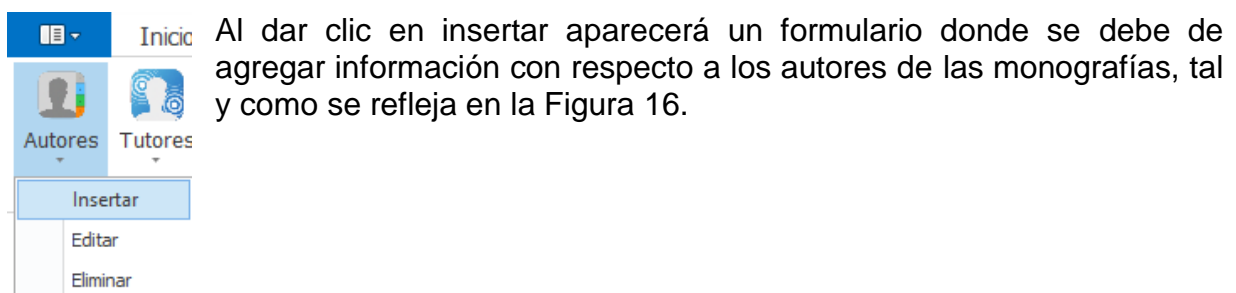 Inicio
Autores Tutores
Insertar
Editar
Eliminar
Al dar clic en insertar aparecerá un formulario donde se debe de
agregar información con respecto a los autores de las monografías, tal
y como se refleja en la Figura 16.